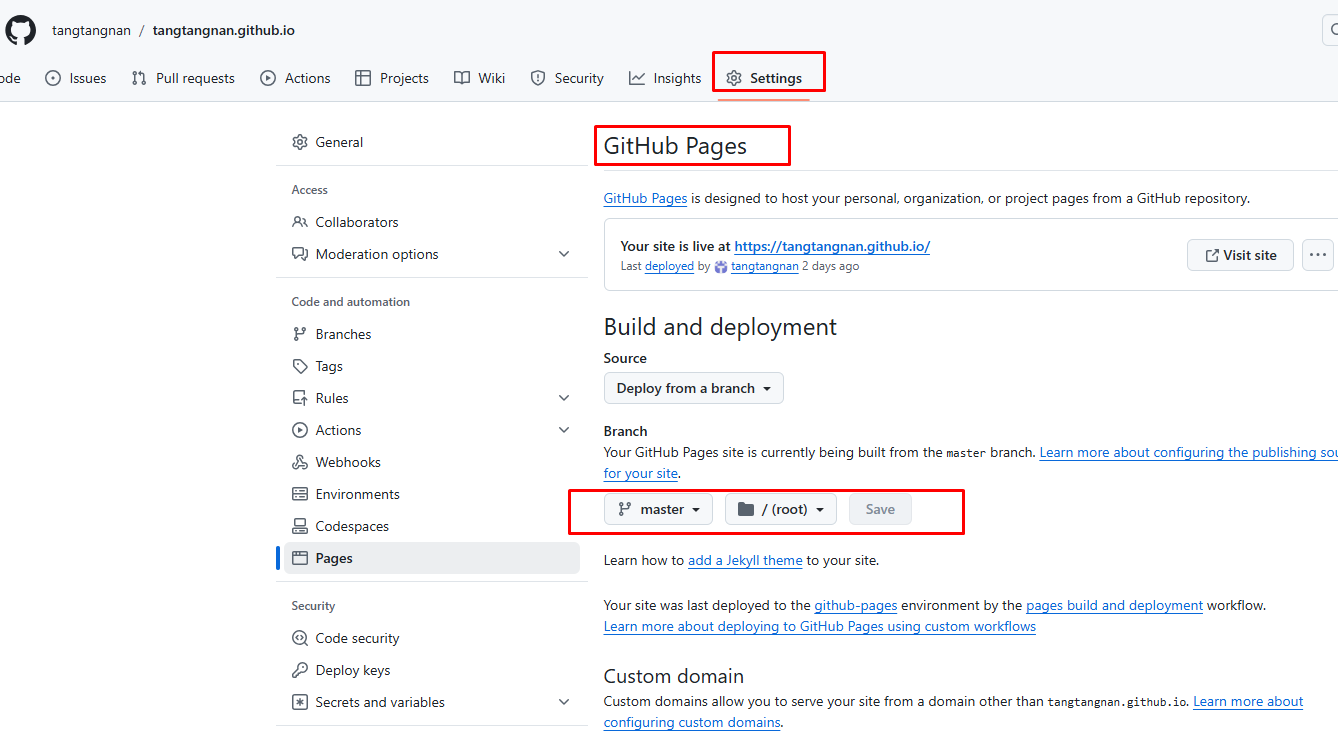 tangtangnan / tangtangnan.github.io
ode Issues Pull requests Actions Projects Wiki Security Insights Settings
General
Access
Collaborators
Moderation options
Code and automation
Branches
Tags
Rules
Actions
Webhooks
Environments
Codespaces
Pages
Security
Code security
Deploy keys
Secrets and variables
GitHub Pages
GitHub Pages is designed to host your personal, organization, or project pages from a GitHub repository.
Your site is live at https://tangtangnan.github.io/
Last deployed by tangtangnan 2 days ago
Visit site
Build and deployment
Source
Deploy from a branch
Branch
Your GitHub Pages site is currently being built from the master branch. Learn more about configuring the publishing sou
for your site.
master / (root) Save
Learn how to add a Jekyll theme to your site.
Your site was last deployed to the github-pages environment by the pages build and deployment workflow.
Learn more about deploying to GitHub Pages using custom workflows
Custom domain
Custom domains allow you to serve your site from a domain other than tangtangnan.github.io. Learn more about
configuring custom domains.